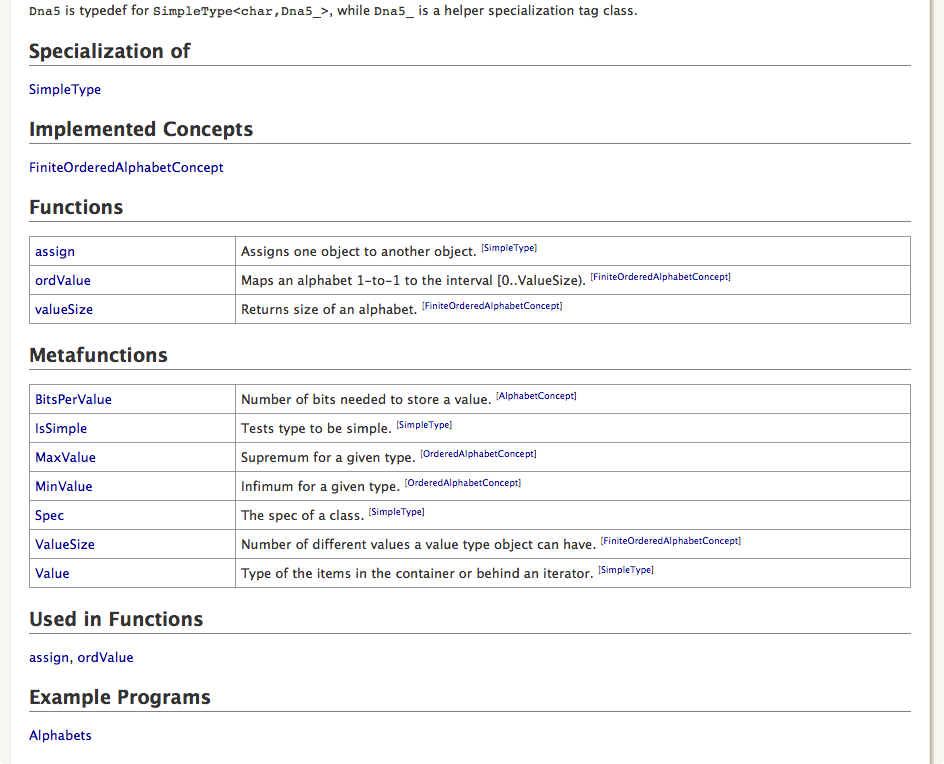 Dna5 is typedef for SimpleType<char,Dna5_>, while Dna5_ is a helper specialization tag class.
Specialization of
SimpleType
Implemented Concepts
FiniteOrderedAlphabetConcept
Functions
assign Assigns one object to another object. [SimpleType]
ordValue Maps an alphabet 1-to-1 to the interval [0..ValueSize). [FiniteOrderedAlphabetConcept]
valueSize Returns size of an alphabet. [FiniteOrderedAlphabetConcept]
Metafunctions
BitsPerValue Number of bits needed to store a value. [AlphabetConcept]
IsSimple Tests type to be simple. [SimpleType]
MaxValue Supremum for a given type. [OrderedAlphabetConcept]
MinValue Infimum for a given type. [OrderedAlphabetConcept]
Spec The spec of a class. [SimpleType]
ValueSize Number of different values a value type object can have. [FiniteOrderedAlphabetConcept]
Value Type of the items in the container or behind an iterator. [SimpleType]
Used in Functions
assign, ordValue
Example Programs
Alphabets